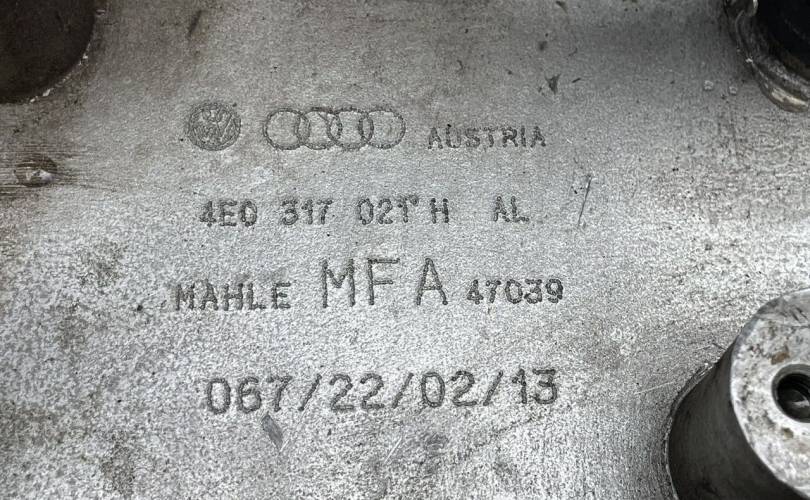 AUSTRIA
4E0 317 021 H AL
MAHLE MFA 47039
067/22/02/13